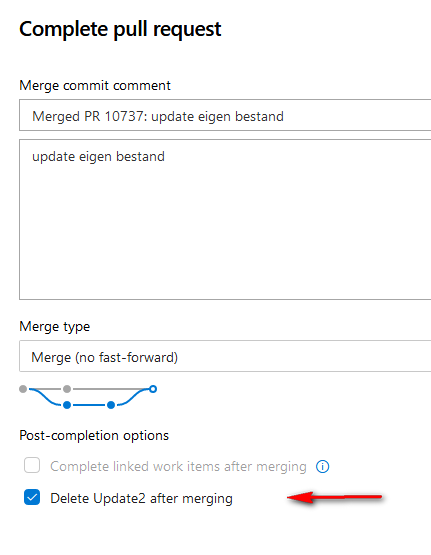 Complete pull request
Merge commit comment
Merged PR 10737: update eigen bestand
update eigen bestand
Merge type
Merge (no fast-forward)
Post-completion options
Complete linked work items after merging
Delete Update2 after merging